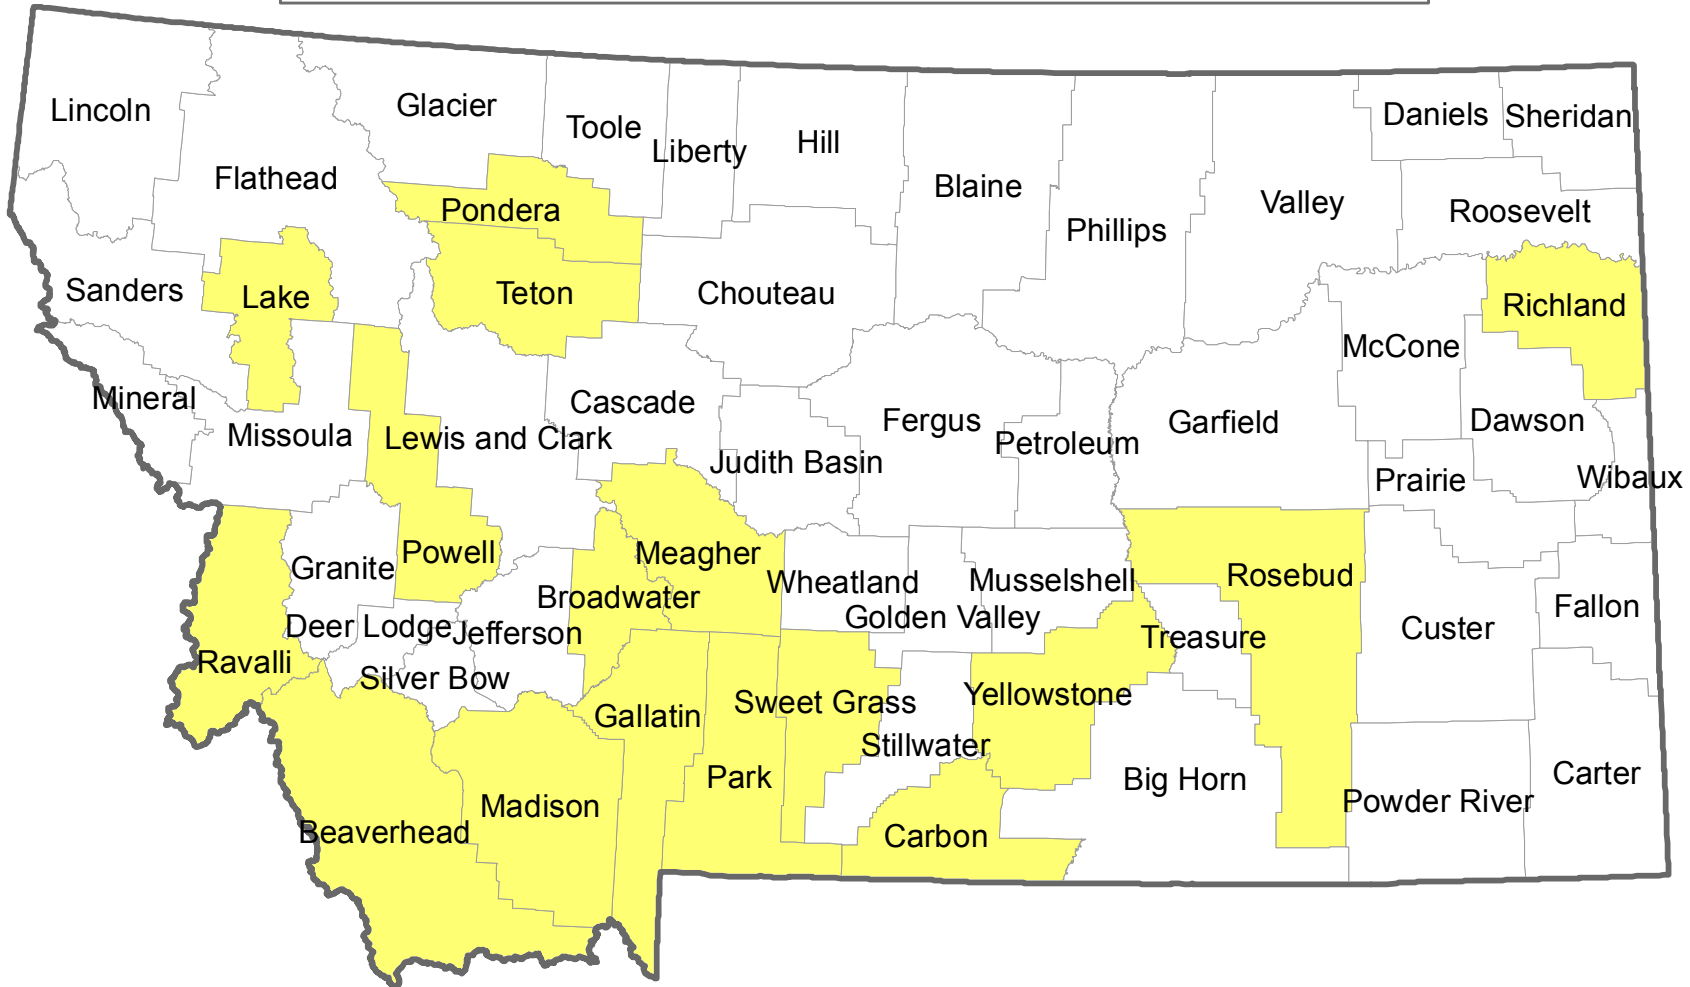 Lincoln
Glacier
Toole
Liberty
Hill
Daniels
Sheridan
Flathead
Blaine
Valley
Pondera
Roosevelt
Phillips
Sanders
Lake
Teton
Chouteau
Richland
McCone
Mineral
Cascade
Fergus
Garfield
Dawson
Missoula
Lewis and Clark
Petroleum
Judith Basin
Prairie
Wibaux
Powell
Meagher
Granite
Wheatland
Musselshell
Rosebud
Broadwater
Golden Valley
Fallon
Deer Lodge
Jefferson
Treasure
Custer
Ravalli
Silver Bow
Yellowstone
Sweet Grass
Gallatin
Stillwater
Park
Big Horn
Carter
Madison
Powder River
Beaverhead
Carbon